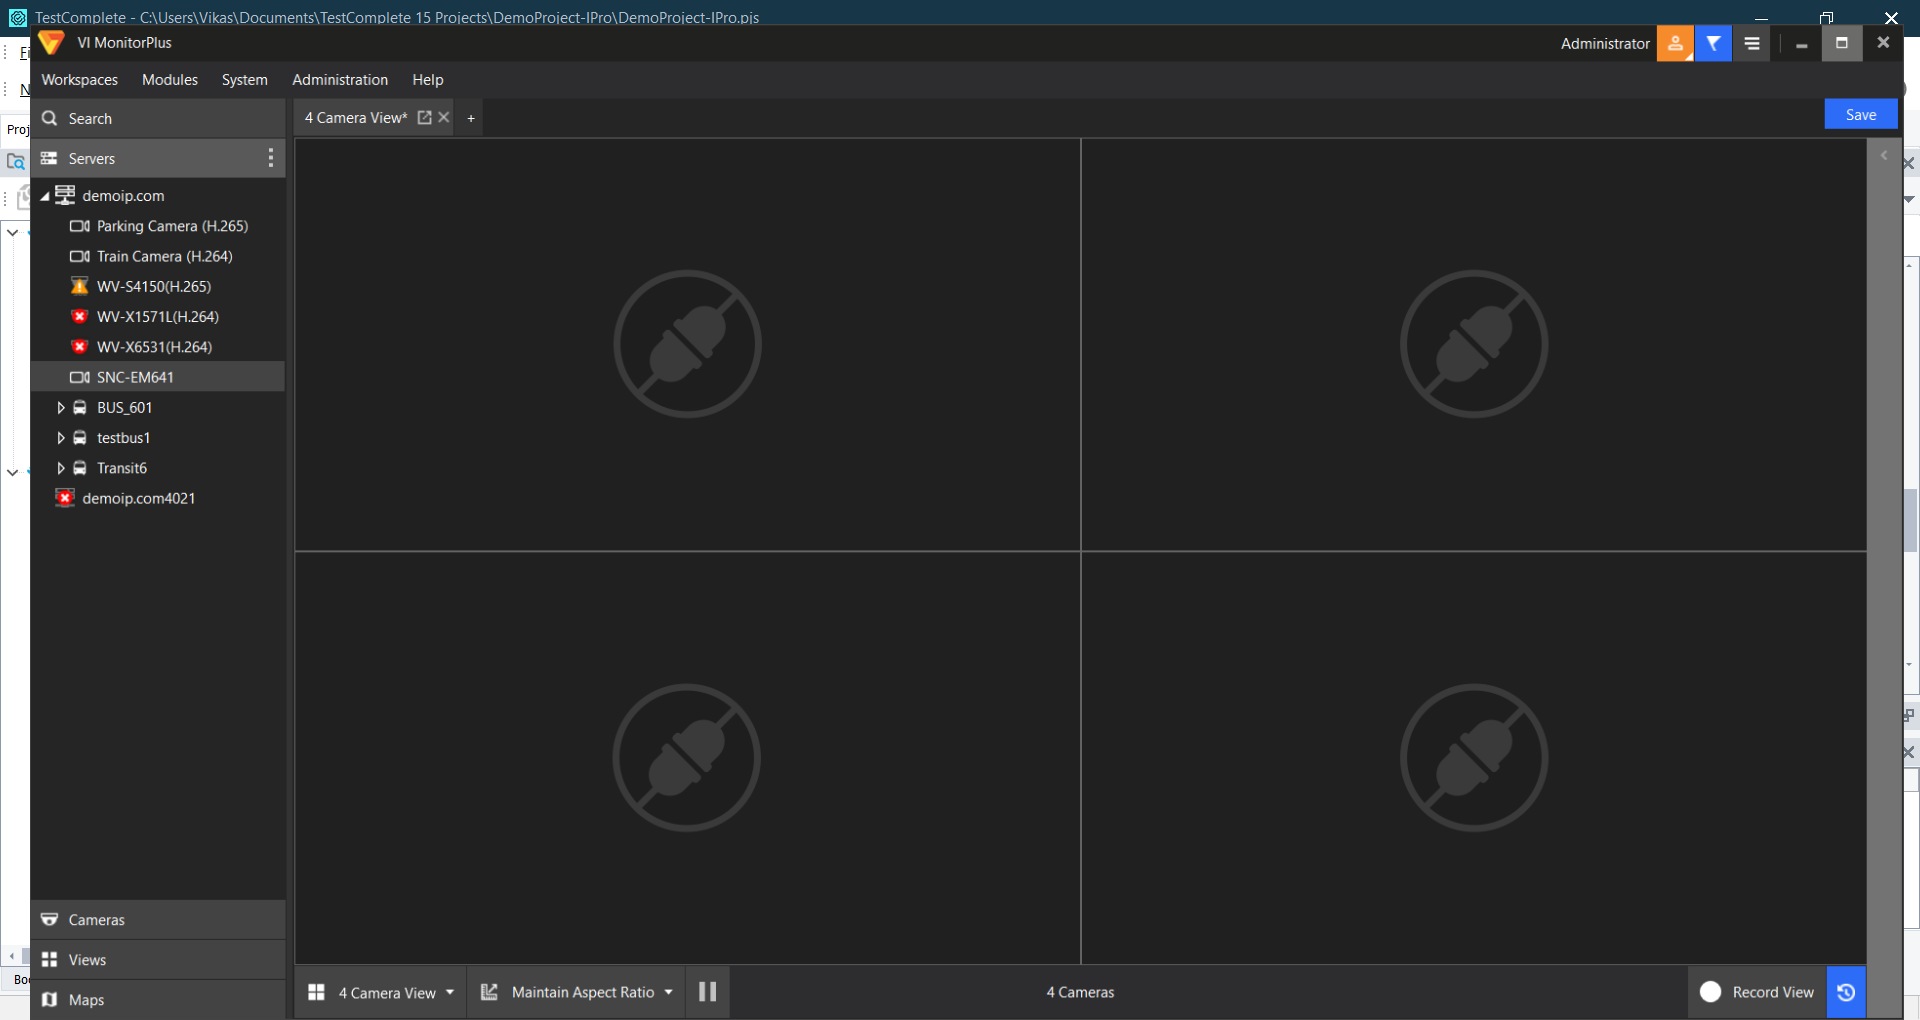 TestComplete - C:\Users\Vikas\Documents\TestComplete 15 Projects\DemoProject-IPro\DemoProject-IPro.pjs
VI MonitorPlus
Administrator
Workspaces Modules System Administration Help
Search
4 Camera View*
+
Save
Proj
Servers
demoip.com
Parking Camera (H.265)
Train Camera (H.264)
WV-S4150(H.265)
WV-X1571L(H.264)
WV-X6531(H.264)
SNC-EM641
BUS_601
testbus1
Transit6
demoip.com4021
Cameras
Views
Maps
4 Camera View
Maintain Aspect Ratio
4 Cameras
Record View